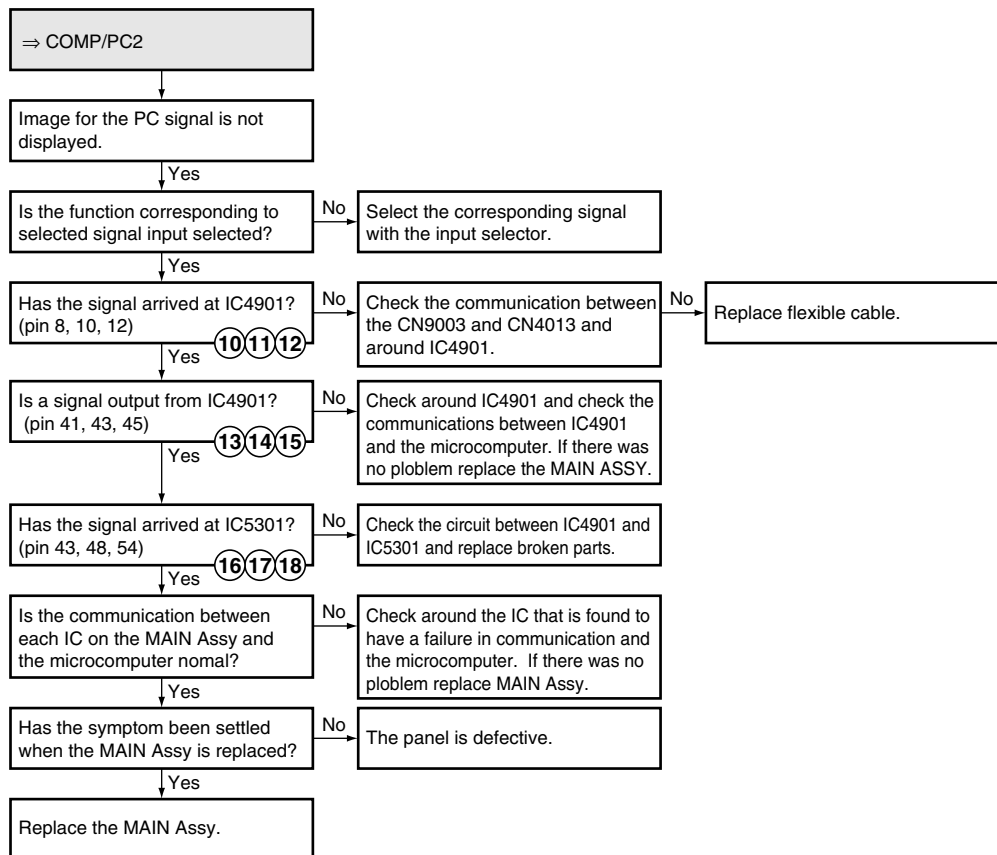 ⇒ COMP/PC2
Image for the PC signal is not
displayed.
Yes
Is the function corresponding to
selected signal input selected?
No
Select the corresponding signal
with the input selector.
Yes
Has the signal arrived at IC4901?
(pin 8, 10, 12)
10 11 12
No
Check the communication between
the CN9003 and CN4013 and
around IC4901.
No
Replace flexible cable.
Yes
Is a signal output from IC4901?
(pin 41, 43, 45)
13 14 15
No
Check around IC4901 and check the
communications between IC4901
and the microcomputer. If there was
no ploblem replace the MAIN ASSY.
Yes
Has the signal arrived at IC5301?
(pin 43, 48, 54)
16 17 18
No
Check the circuit between IC4901 and
IC5301 and replace broken parts.
Yes
Is the communication between
each IC on the MAIN Assy and
the microcomputer nomal?
No
Check around the IC that is found to
have a failure in communication and
the microcomputer. If there was no
ploblem replace MAIN Assy.
Yes
Has the symptom been settled
when the MAIN Assy is replaced?
No
The panel is defective.
Yes
Replace the MAIN Assy.